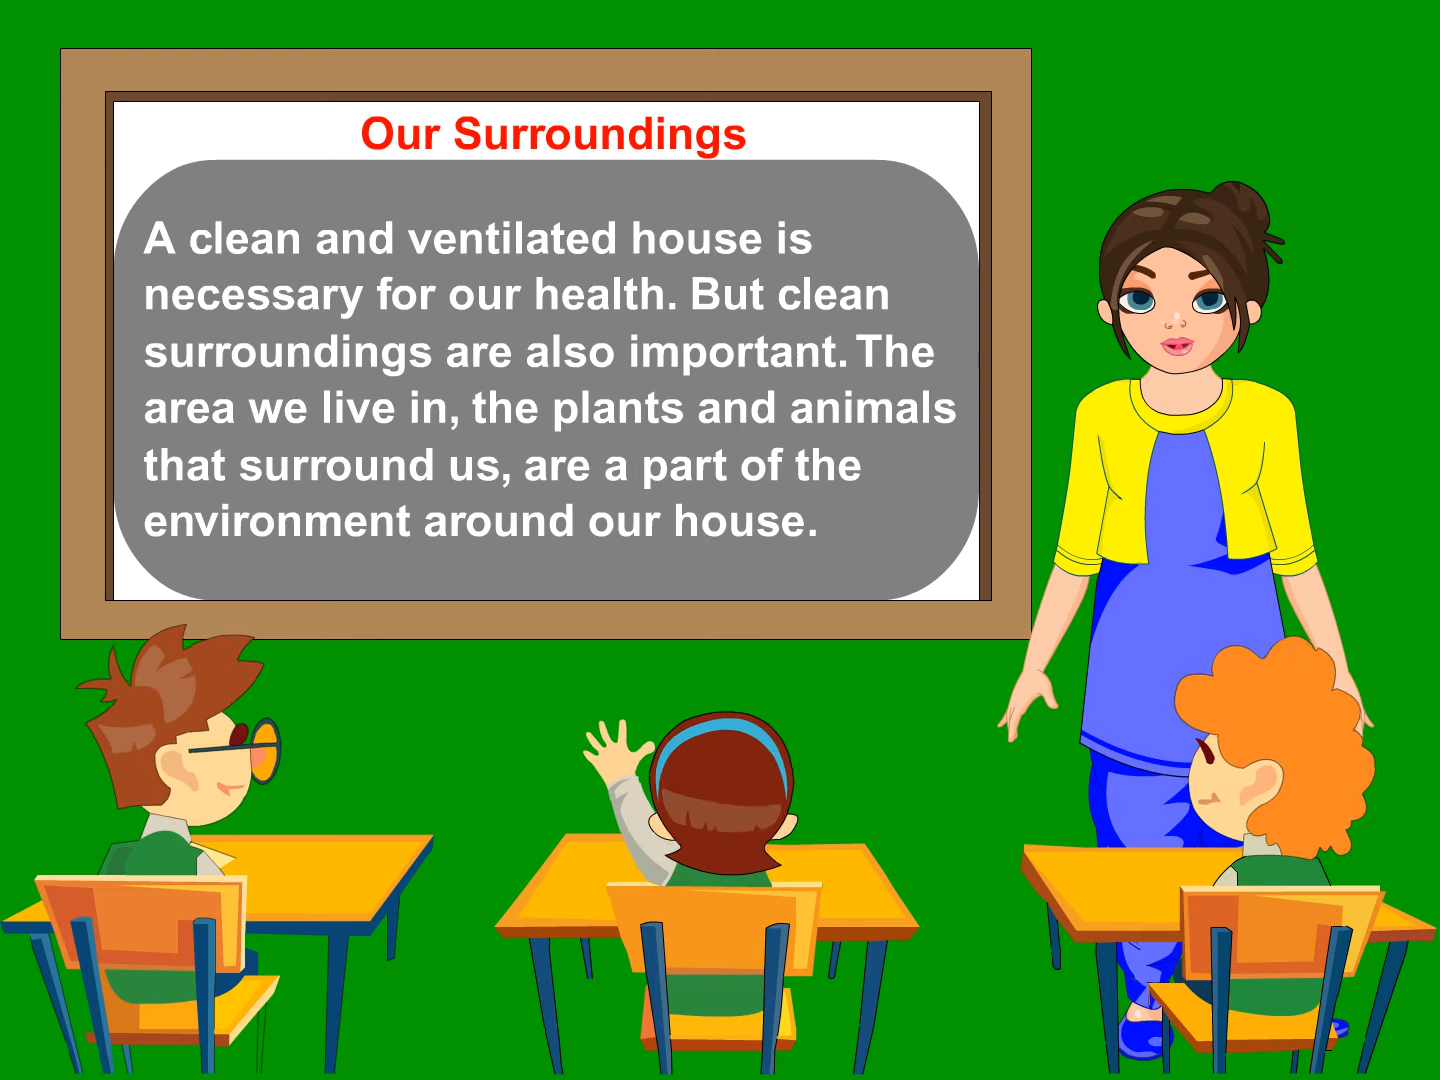 Our Surroundings
A clean and ventilated house is
necessary for our health. But clean
surroundings are also important. The
area we live in, the plants and animals
that surround us, are a part of the
environment around our house.